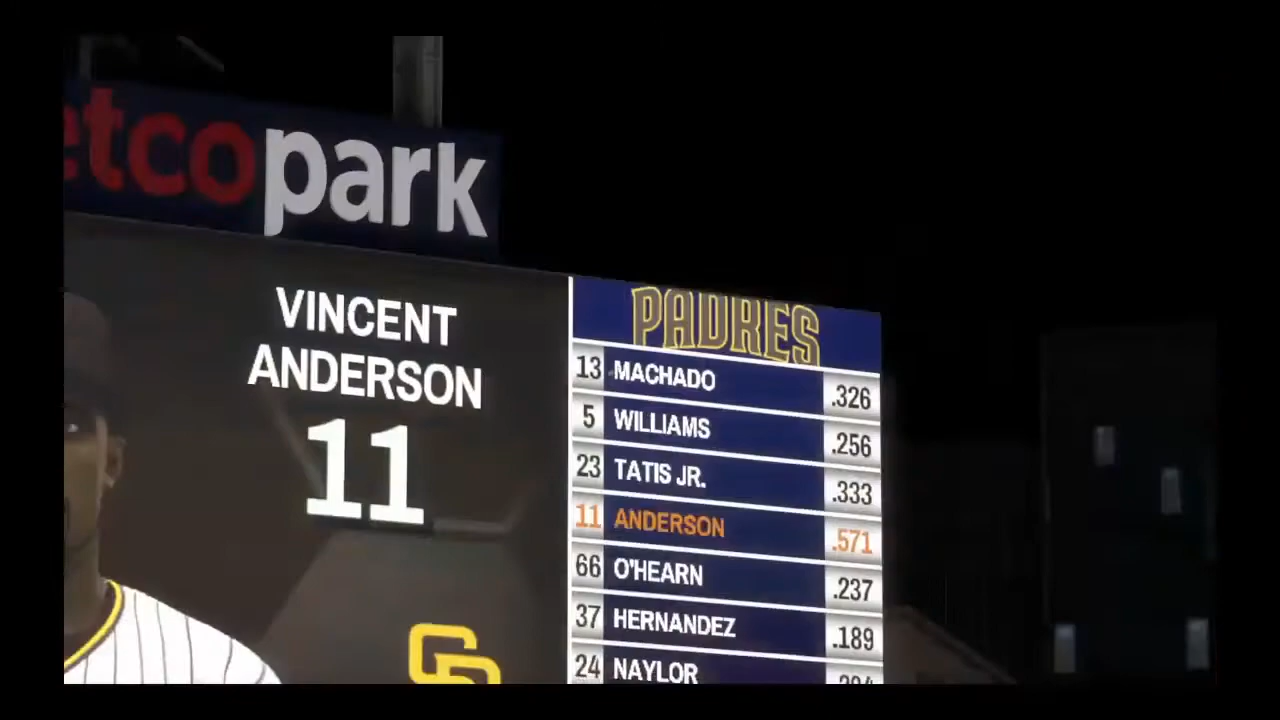 etcopark
VINCENT
ANDERSON
11
SD
PADRES
13 MACHADO .326
5 WILLIAMS .256
23 TATIS JR. .333
11 ANDERSON .571
66 O'HEARN .237
37 HERNANDEZ .189
24 NAYLOR